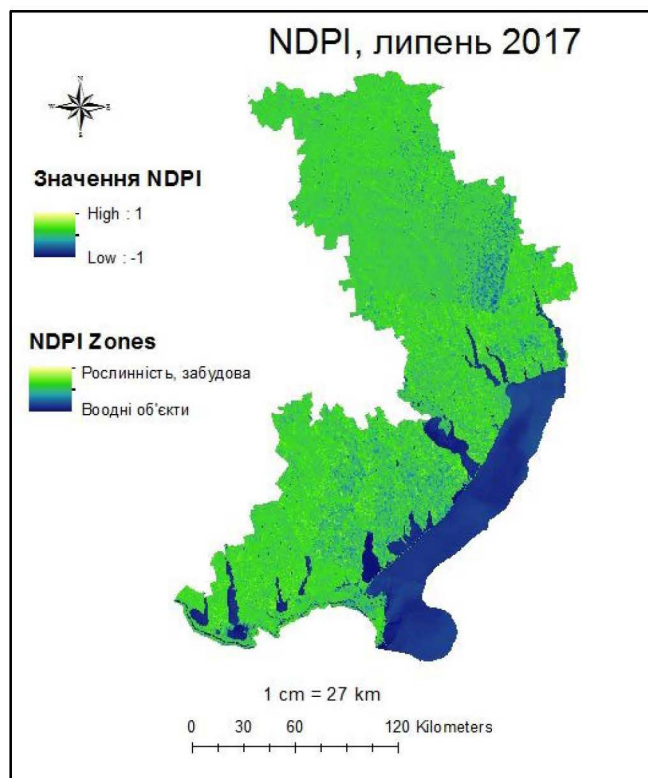 NDPI, липень 2017
N
W E
S
Значення NDPI
High : 1
Low : -1
NDPI Zones
Рослинність, забудова
Воодні об'єкти
1 cm = 27 km
0 30 60 120 Kilometers